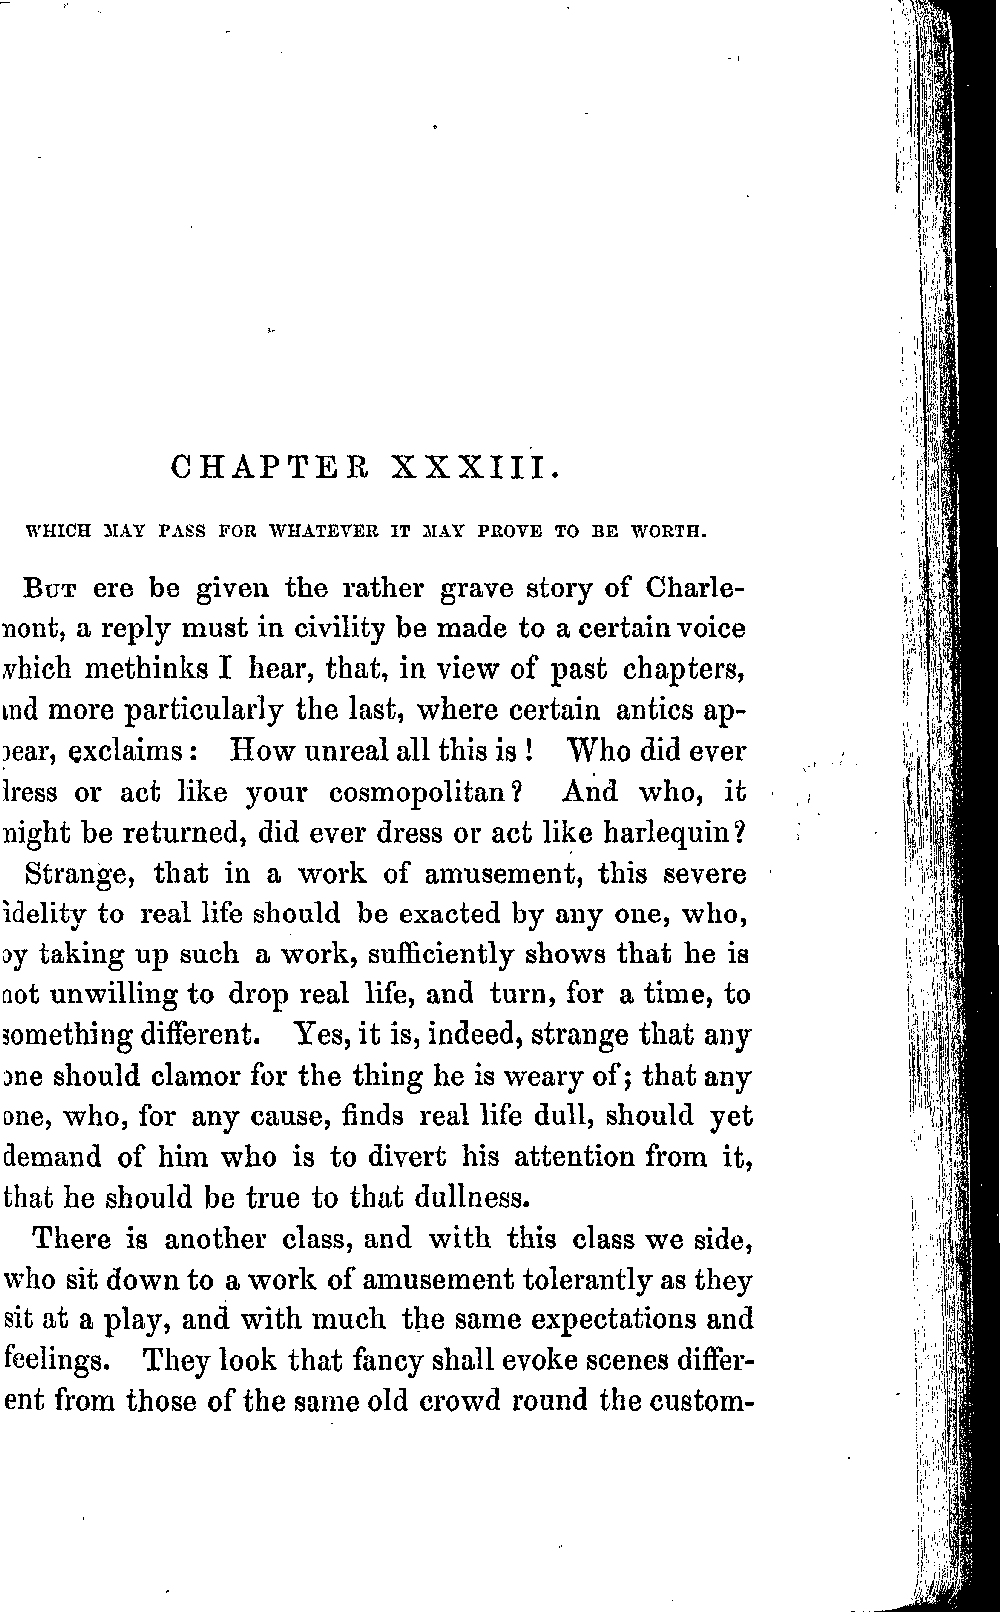 CHAPTER XXXIII.
WHICH MAY PASS FOR WHATEVER IT MAY PROVE TO BE WORTH.
BUT ere be given the rather grave story of Charle-
mont, a reply must in civility be made to a certain voice
which methinks I hear, that, in view of past chapters,
and more particularly the last, where certain antics ap-
pear, exclaims: How unreal all this is! Who did ever
dress or act like your cosmopolitan? And who, it
might be returned, did ever dress or act like harlequin?
Strange, that in a work of amusement, this severe
fidelity to real life should be exacted by any one, who,
by taking up such a work, sufficiently shows that he is
not unwilling to drop real life, and turn, for a time, to
something different. Yes, it is, indeed, strange that any
one should clamor for the thing he is weary of; that any
one, who, for any cause, finds real life dull, should yet
demand of him who is to divert his attention from it,
that he should be true to that dullness.
There is another class, and with this class we side,
who sit down to a work of amusement tolerantly as they
sit at a play, and with much the same expectations and
feelings. They look that fancy shall evoke scenes differ-
ent from those of the same old crowd round the custom-